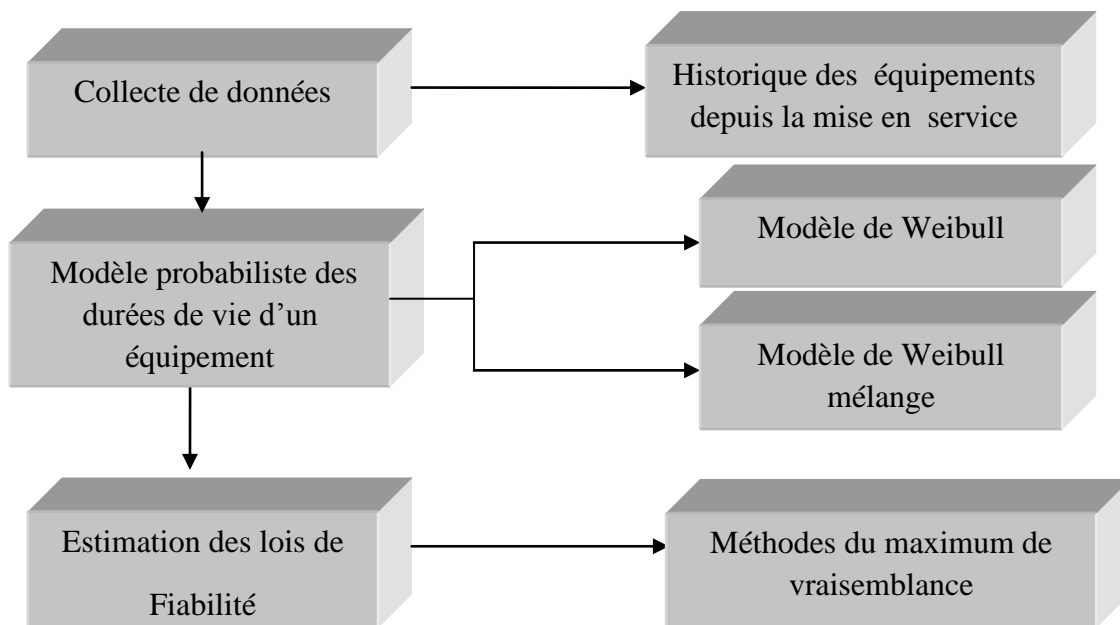 Collecte de données
Historique des équipements
depuis la mise en service
Modèle probabiliste des
durées de vie d’un
équipement
Modèle de Weibull
Modèle de Weibull
mélange
Estimation des lois de
Fiabilité
Méthodes du maximum de
vraisemblance